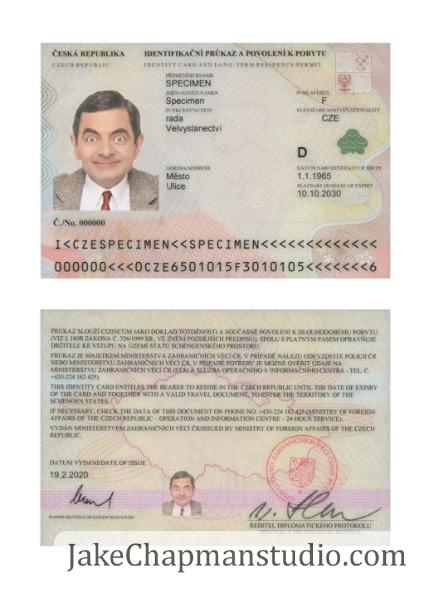 ČESKÁ REPUBLIKA IDENTIFIKAČNÍ PRŮKAZ A POVOLENÍ K POBYTU
CZECH REPUBLIC IDENTITY CARD AND LONG-TERM RESIDENCE PERMIT
PŘÍJMENÍ/SURNAME
SPECIMEN
JMÉNO/GIVEN NAMES POHLAVÍ/SEX
Specimen F
FUNKCE/FUNCTION STÁTNÍ OBČANSTVÍ/NATIONALITY
rada CZE
Velvyslanectví
D
ADRESA/ADDRESS DATUM NAROZENÍ/DATE OF BIRTH
Město 1.1.1965
Ulice PLATNOST DO/DATE OF EXPIRY
10.10.2030
Č./No. 000000
I<CZESPECIMEN<<SPECIMEN<<<<<<<<<<<<<
000000<<<0CZE6501015F3010105<<<<<<<6
PRŮKAZ SLOUŽÍ CIZINCŮM JAKO DOKLAD TOTOŽNOSTI A SOUČASNĚ POVOLENÍ K DLOUHODOBÉMU POBYTU
(VIZ § 180B ZÁKONA Č. 326/1999 SB., VE ZNĚNÍ POZDĚJŠÍCH PŘEDPISŮ). SPOLU S PLATNÝM PASEM OPRAVŇUJE
DRŽITELE KE VSTUPU NA ÚZEMÍ STÁTŮ SCHENGENSKÉHO PROSTORU.
PRŮKAZ JE MAJETKEM MINISTERSTVA ZAHRANIČNÍCH VĚCÍ ČR, V PŘÍPADĚ NÁLEZU ODEVZDEJTE POLICII ČR
NEBO MINISTERSTVU ZAHRANIČNÍCH VĚCÍ ČR. V PŘÍPADĚ POTŘEBY JE MOŽNÉ OVĚŘIT ÚDAJE NA
MINISTERSTVU ZAHRANIČNÍCH VĚCÍ ČR (STÁLÁ SLUŽBA OPERAČNÍHO A INFORMAČNÍHO CENTRA - TEL. Č.
+420-224 182 425).
THIS IDENTITY CARD ENTITLES THE BEARER TO RESIDE IN THE CZECH REPUBLIC UNTIL THE DATE OF EXPIRY
OF THE CARD AND TOGETHER WITH A VALID TRAVEL DOCUMENT, TO ENTER THE TERRITORY OF THE
SCHENGEN STATES.
IF NECESSARY, CHECK THE DATA OF THIS DOCUMENT ON PHONE NO. +420-224 182 425 (MINISTRY OF FOREIGN
AFFAIRS OF THE CZECH REPUBLIC - OPERATION AND INFORMATION CENTRE - 24-HOUR SERVICE).
VYDÁN MINISTERSTVEM ZAHRANIČNÍCH VĚCÍ ČR/ISSUED BY MINISTRY OF FOREIGN AFFAIRS OF THE CZECH
REPUBLIC.
DATUM VYDÁNÍ/DATE OF ISSUE
19.2.2020
ŘEDITEL DIPLOMATICKÉHO PROTOKOLU
JakeChapmanstudio.com